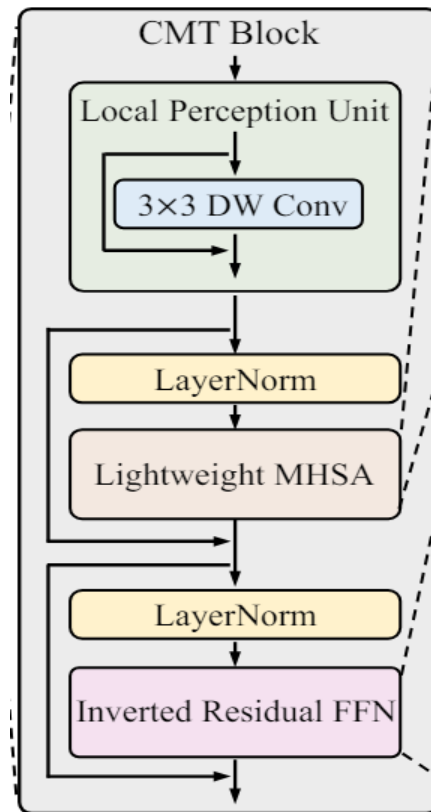 CMT Block
Local Perception Unit
3×3 DW Conv
LayerNorm
Lightweight MHSA
LayerNorm
Inverted Residual FFN